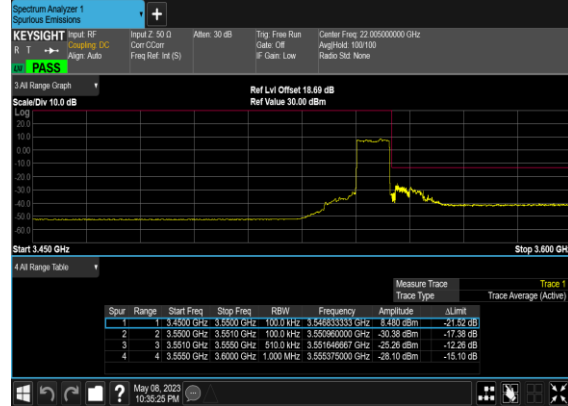 Spectrum Analyzer 1
Spurious Emissions
+
KEYSIGHT Input: RF Input Z: 50 Ω Atten: 30 dB Trig: Free Run Center Freq: 22.005000000 GHz
R T Coupling: DC Corr CCorr Gate: Off Avg|Hold: 100/100
Align: Auto Freq Ref: Int (S) IF Gain: Low Radio Std: None
PASS
3 All Range Graph
Ref Lvl Offset 18.69 dB
Scale/Div 10.0 dB Ref Value 30.00 dBm
Log
20.0
10.0
0.00
-10.0
-20.0
-30.0
-40.0
-50.0
-60.0
Start 3.450 GHz Stop 3.600 GH
4 All Range Table
Measure Trace Trace 1
Trace Type Trace Average (Active)
Spur Range Start Freq Stop Freq RBW Frequency Amplitude ΔLimit
1 1 3.4500 GHz 3.5500 GHz 100.0 kHz 3.546833333 GHz 8.480 dBm -21.52 dB
2 2 3.5500 GHz 3.5510 GHz 100.0 kHz 3.550960000 GHz -30.38 dBm -17.38 dB
3 3 3.5510 GHz 3.5550 GHz 510.0 kHz 3.551646667 GHz -25.26 dBm -12.26 dB
4 4 3.5550 GHz 3.6000 GHz 1.000 MHz 3.555375000 GHz -28.10 dBm -15.10 dB
? May 08, 2023
10:35:25 PM